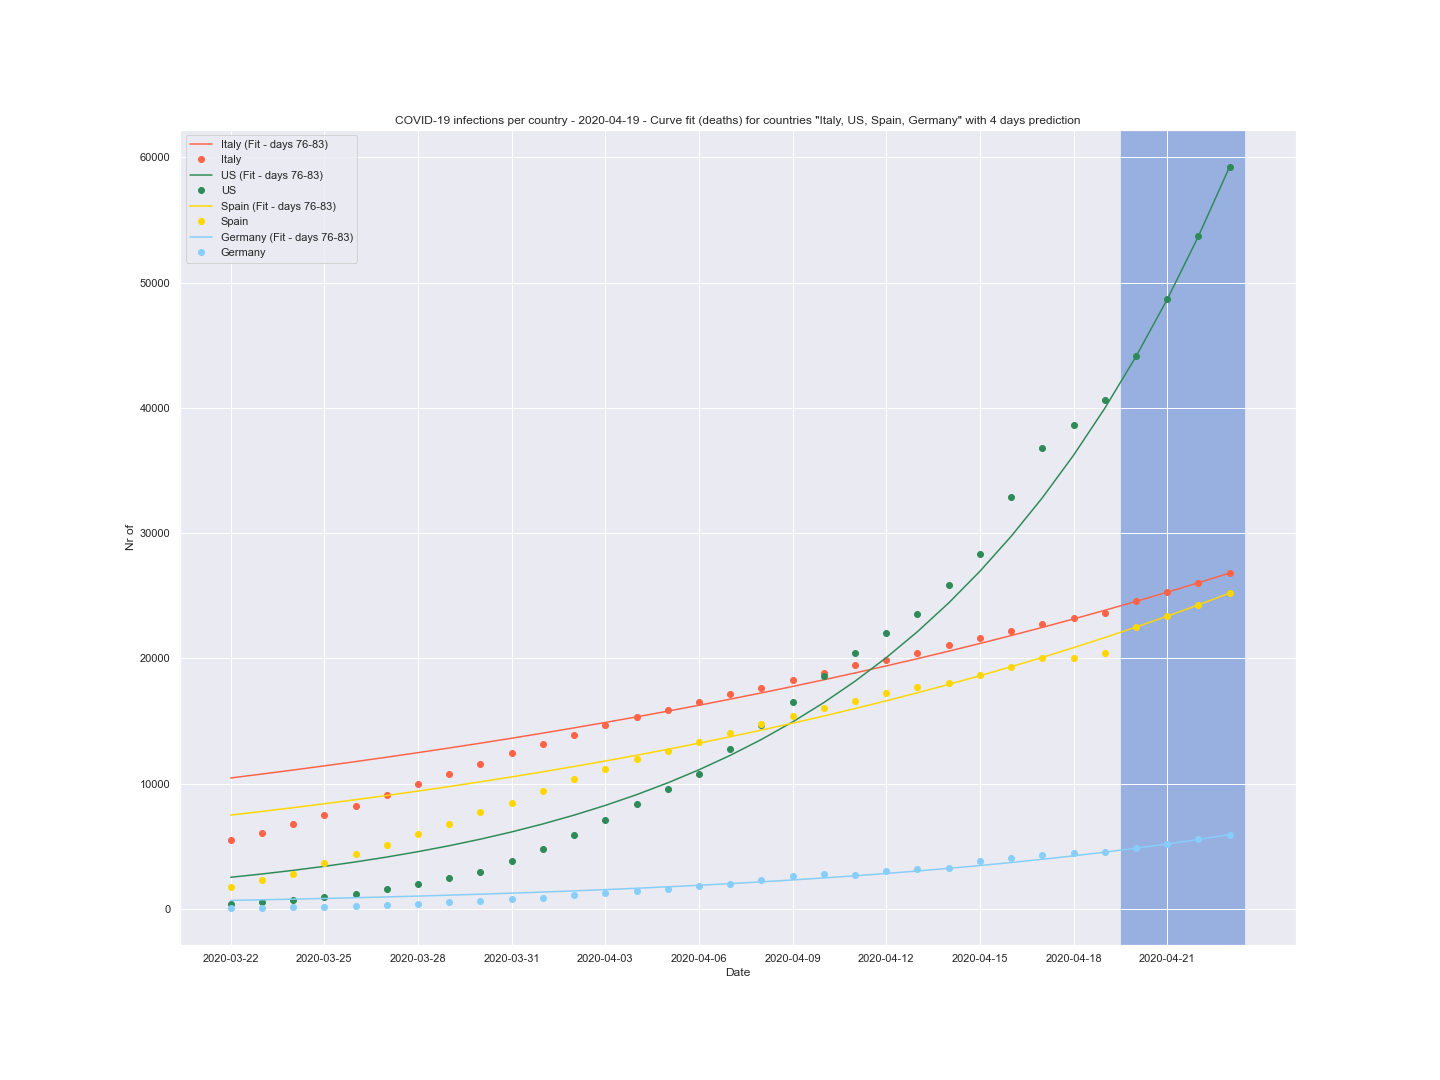 COVID-19 infections per country - 2020-04-19 - Curve fit (deaths) for countries "Italy, US, Spain, Germany" with 4 days prediction
Italy (Fit - days 76-83)
Italy
US (Fit - days 76-83)
US
Spain (Fit - days 76-83)
Spain
Germany (Fit - days 76-83)
Germany
60000
50000
40000
30000
20000
10000
0
Nr of
2020-03-22 2020-03-25 2020-03-28 2020-03-31 2020-04-03 2020-04-06 2020-04-09 2020-04-12 2020-04-15 2020-04-18 2020-04-21
Date